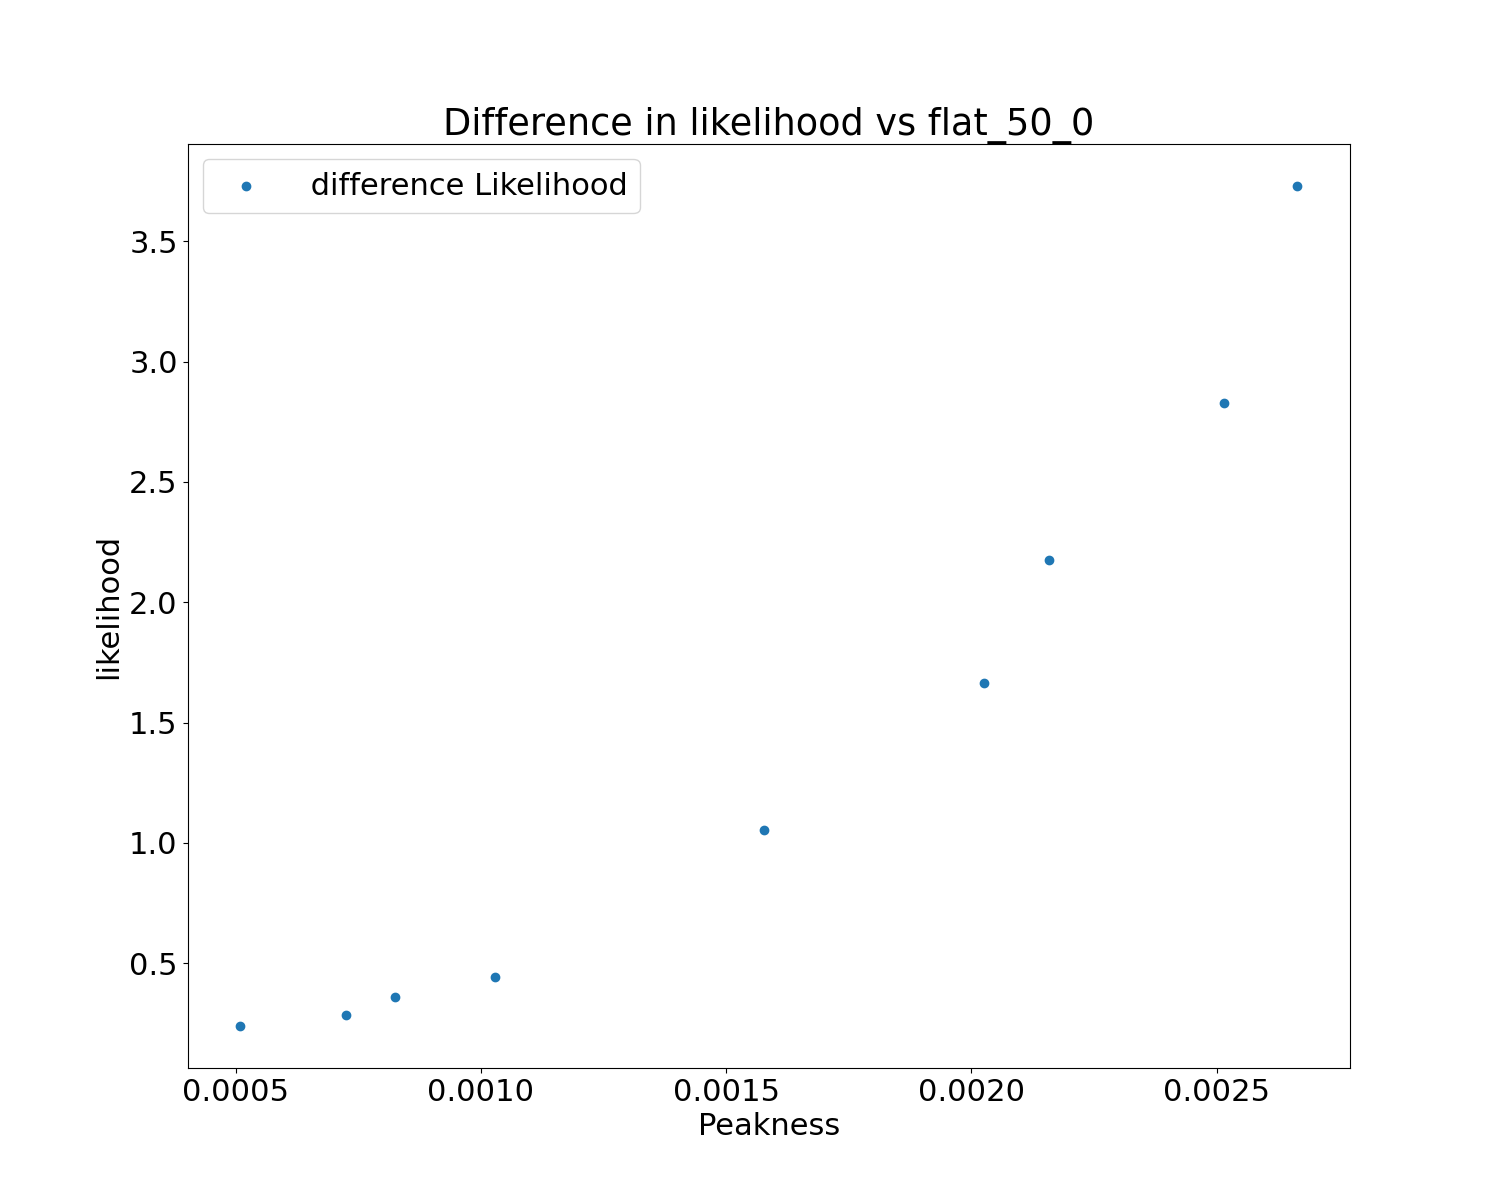 Difference in likelihood vs flat_50_0
difference Likelihood
3.5
3.0
2.5
2.0
1.5
1.0
0.5
likelihood
0.0005 0.0010 0.0015 0.0020 0.0025
Peakness